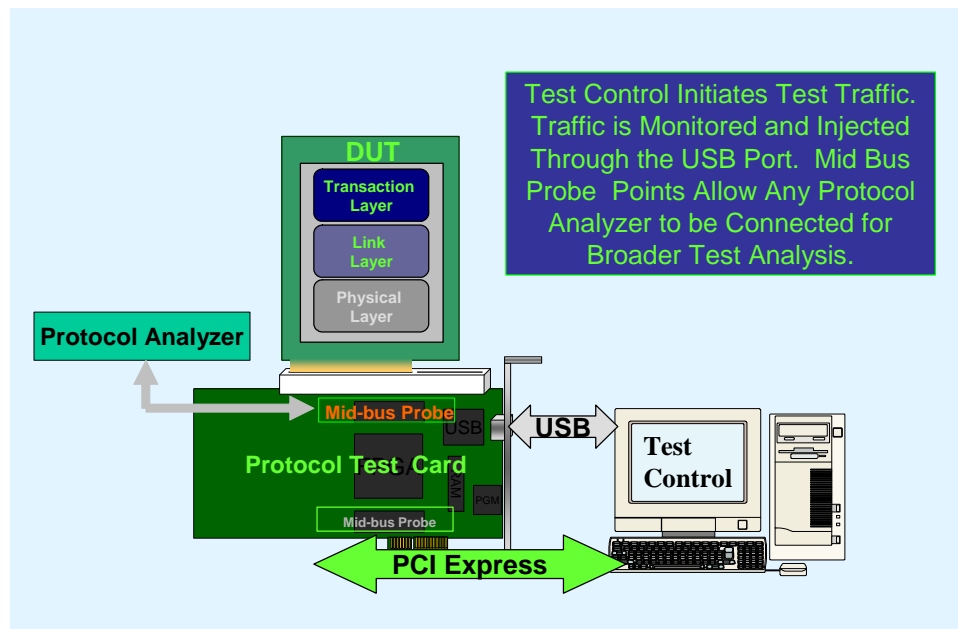 Test Control Initiates Test Traffic.
Traffic is Monitored and Injected
Through the USB Port. Mid Bus
Probe Points Allow Any Protocol
Analyzer to be Connected for
Broader Test Analysis.
DUT
Transaction
Layer
Link
Layer
Physical
Layer
Protocol Analyzer
Mid-bus Probe
USB
Protocol Test Card
RAM
PGM
Mid-bus Probe
USB
Test
Control
PCI Express